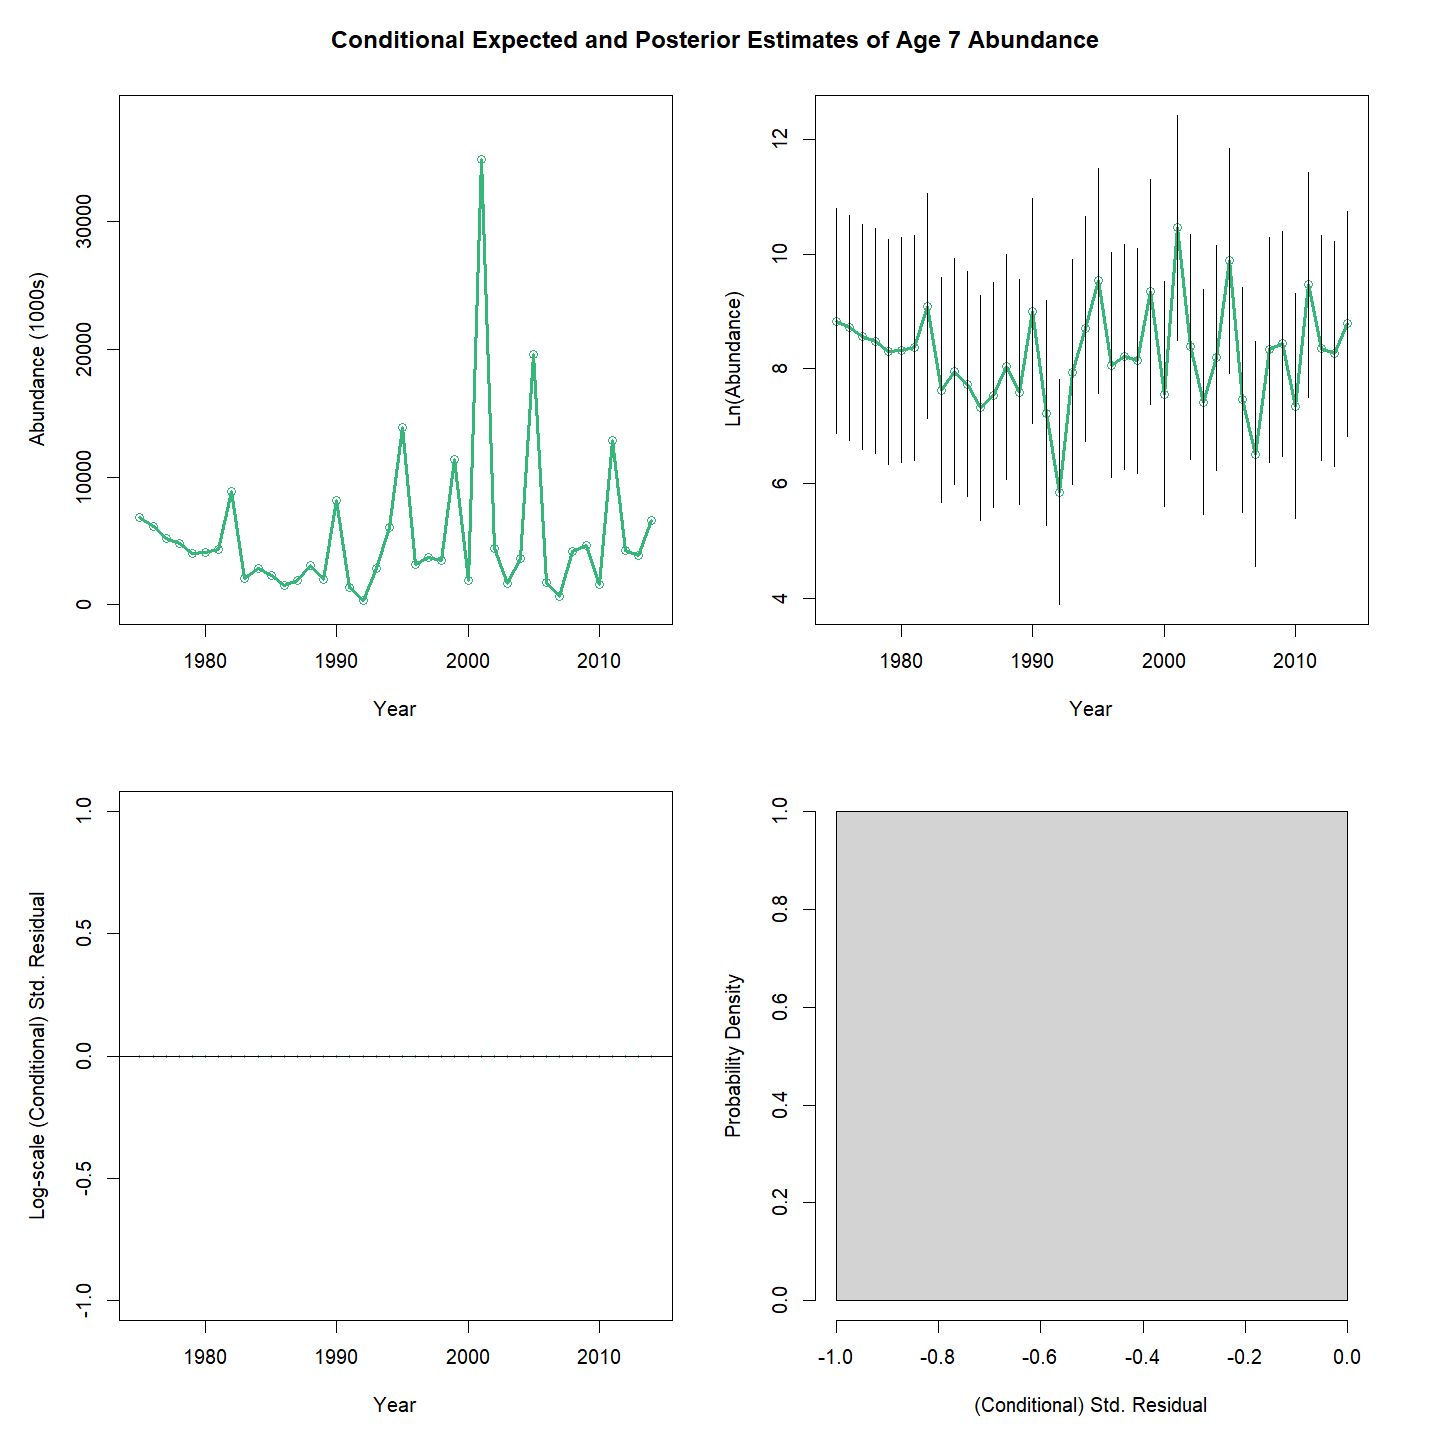 Conditional Expected and Posterior Estimates of Age 7 Abundance
Abundance (1000s)
30000
20000
10000
0
1980 1990 2000 2010
Year
Ln(Abundance)
12
10
8
6
4
1980 1990 2000 2010
Year
Log-scale (Conditional) Std. Residual
1.0
0.5
0.0
-0.5
-1.0
1980 1990 2000 2010
Year
Probability Density
1.0
0.8
0.6
0.4
0.2
0.0
-1.0 -0.8 -0.6 -0.4 -0.2 0.0
(Conditional) Std. Residual